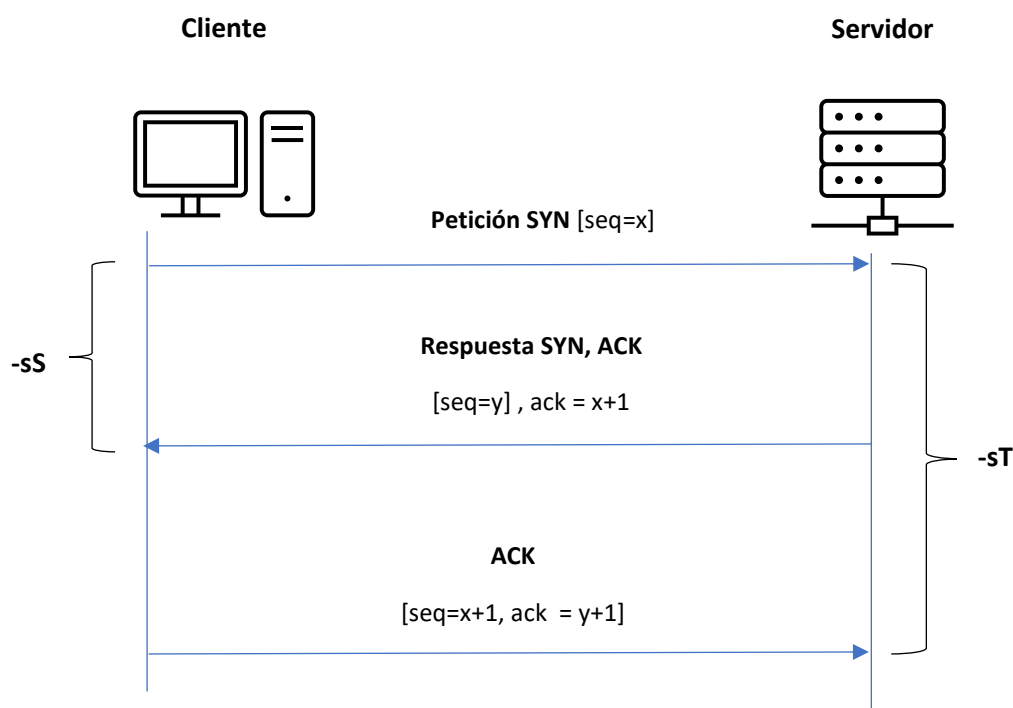 Cliente
Servidor
Petición SYN [seq=x]
Respuesta SYN, ACK
-sS
[seq=y] , ack = x+1
-sT
ACK
[seq=x+1, ack  = y+1]